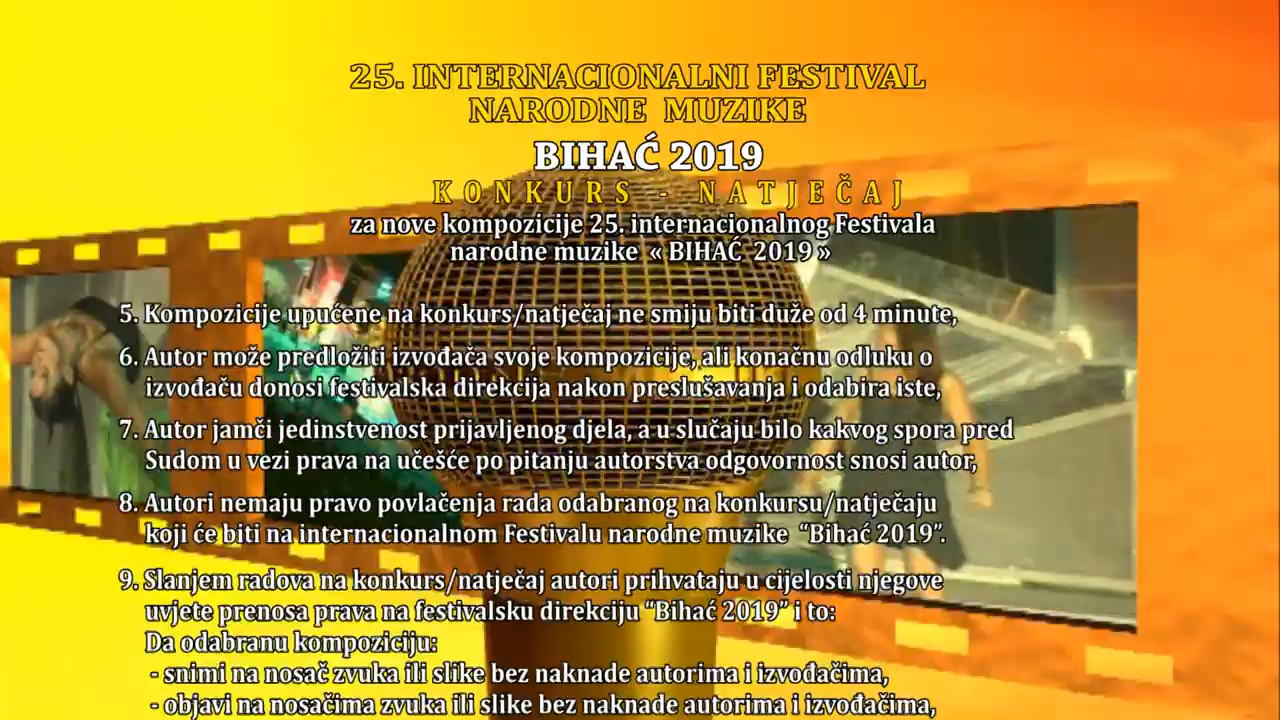 25. INTERNACIONALNI FESTIVAL
NARODNE MUZIKE
BIHAĆ 2019
KONKURS - NATJEČAJ
za nove kompozicije 25. internacionalnog Festivala
narodne muzike « BIHAĆ 2019 »
5. Kompozicije upućene na konkurs/natječaj ne smiju biti duže od 4 minute,
6. Autor može predložiti izvođača svoje kompozicije, ali konačnu odluku o
izvođaču donosi festivalska direkcija nakon preslušavanja i odabira iste,
7. Autor jamči jedinstvenost prijavljenog djela, a u slučaju bilo kakvog spora pred
Sudom u vezi prava na učešće po pitanju autorstva odgovornost snosi autor,
8. Autori nemaju pravo povlačenja rada odabranog na konkursu/natječaju
koji će biti na internacionalnom Festivalu narodne muzike “Bihać 2019”.
9. Slanjem radova na konkurs/natječaj autori prihvataju u cijelosti njegove
uvjete prenosa prava na festivalsku direkciju “Bihać 2019” i to:
Da odabranu kompoziciju:
- snimi na nosač zvuka ili slike bez naknade autorima i izvođačima,
- objavi na nosačima zvuka ili slike bez naknade autorima i izvođačima,